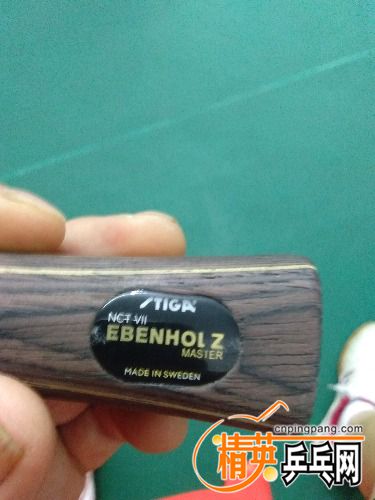 STIGA
NCT VII
EBENHOLZ
MASTER
MADE IN SWEDEN
cnpingpang.com
精英乒乓网